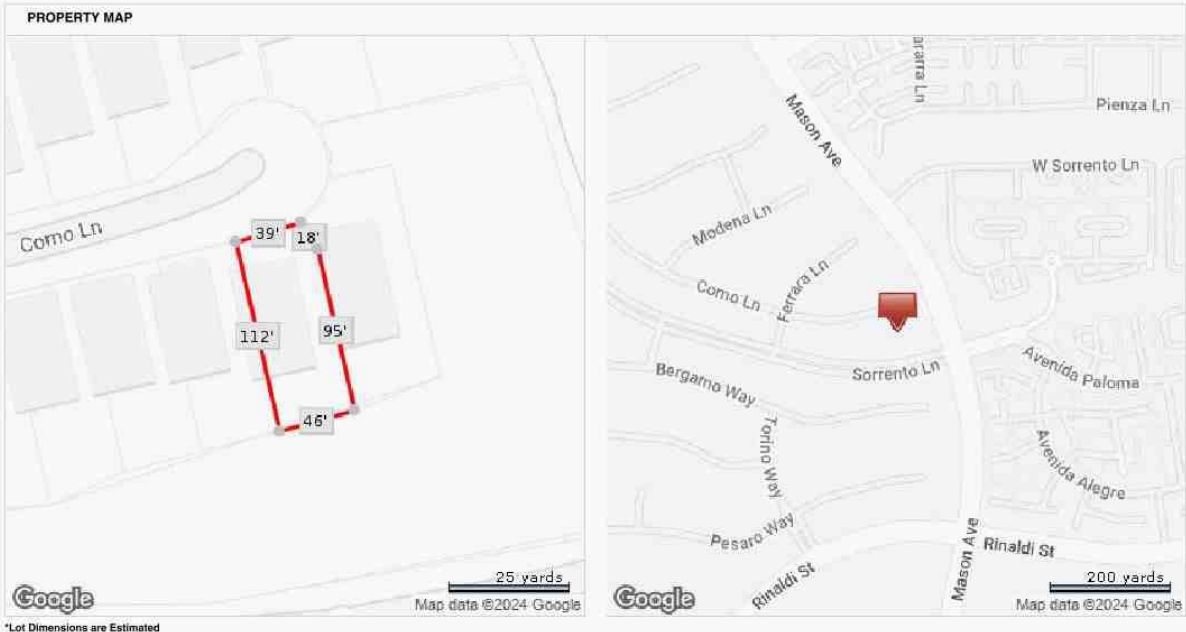 PROPERTY MAP
Como Ln
39'
18'
112'
95'
46'
25 yards
Google
Map data ©2024 Google
Mason Ave
Pienza Ln
W Sorrento Ln
Modena Ln
Como Ln
Ferrara Ln
Sorrento Ln
Avenida Paloma
Bergamo Way
Torino Way
Avenida Alegre
Pesaro Way
Rinaldi St
Rinaldi St
Mason Ave
200 yards
Google
Map data ©2024 Google
*Lot Dimensions are Estimated